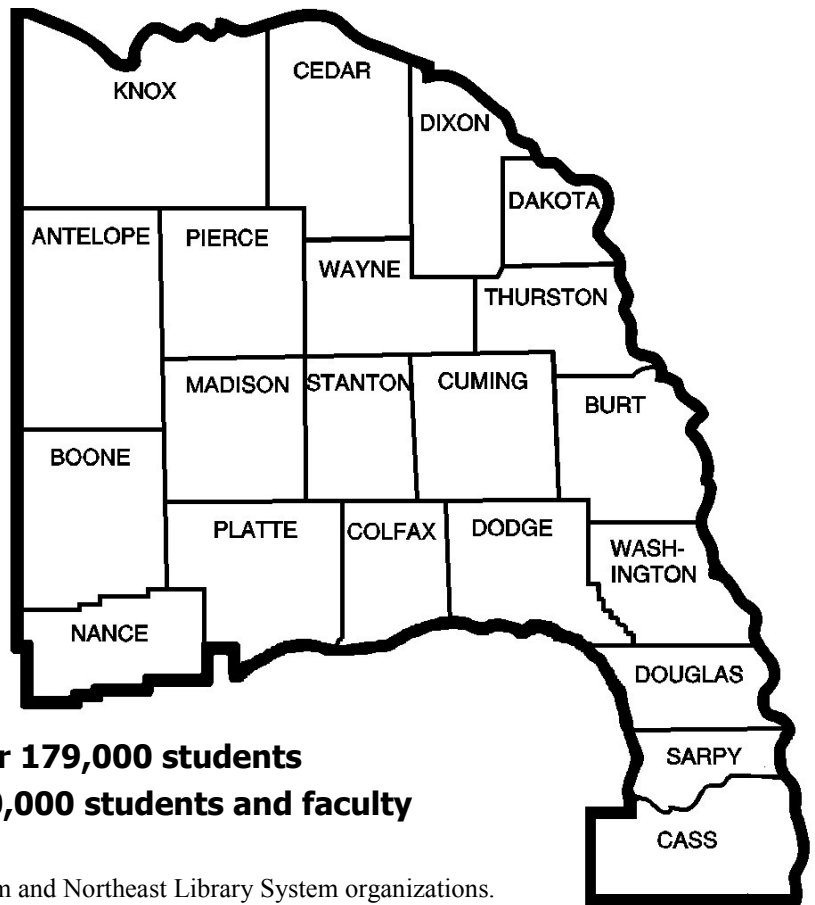 CEDAR
KNOX
DIXON
DAKOTA
ANTELOPE
PIERCE
WAYNE
THURSTON
MADISON
STANTON
CUMING
BURT
BOONE
PLATTE
COLFAX
DODGE
WASH-
INGTON
NANCE
DOUGLAS
r 179,000 students
SARPY
0,000 students and faculty
CASS
m and Northeast Library System organizations.